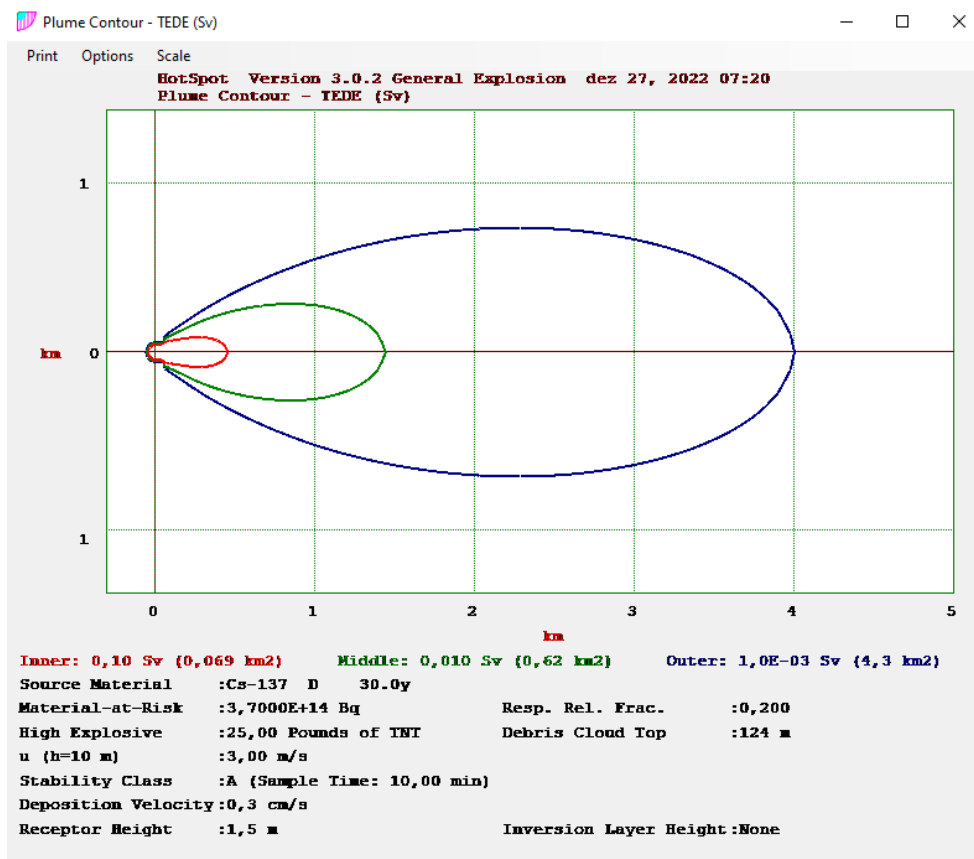 Plume Contour - TEDE (Sv)
Print Options Scale
HotSpot Version 3.0.2 General Explosion dez 27, 2022 07:20
Plume Contour - TEDE (Sv)
1
km 0
1
0 1 2 3 4 5
km
Inner: 0,10 Sv (0,069 km2) Middle: 0,010 Sv (0,62 km2) Outer: 1,0E-03 Sv (4,3 km2)
Source Material :Cs-137 D 30.0y
Material-at-Risk :3,7000E+14 Bq Resp. Rel. Frac. :0,200
High Explosive :25,00 Pounds of TNT Debris Cloud Top :124 m
u (h=10 m) :3,00 m/s
Stability Class :A (Sample Time: 10,00 min)
Deposition Velocity :0,3 cm/s
Receptor Height :1,5 m Inversion Layer Height :None